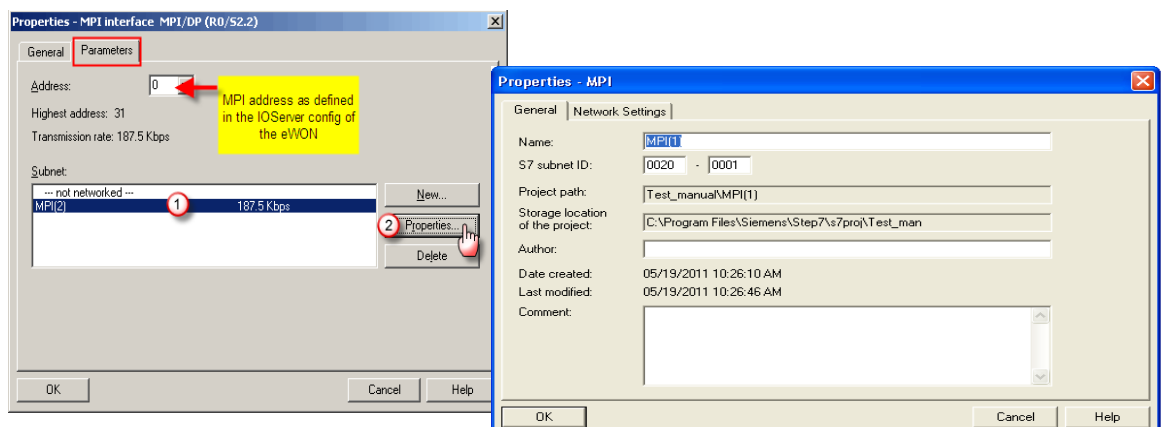 Properties - MPI interface MPI/DP (R0/S2.2)
General Parameters
Address: 0
MPI address as defined
in the IOServer config of
the eWON
Highest address: 31
Transmission rate: 187.5 Kbps
Subnet:
--- not networked ---
MPI(2) 1 187.5 Kbps
New...
2 Properties...
Delete
OK Cancel Help
Properties - MPI
General Network Settings
Name: MPI(1)
S7 subnet ID: 0020 - 0001
Project path: Test_manual\MPI(1)
Storage location
of the project: C:\Program Files\Siemens\Step7\s7proj\Test_man
Author:
Date created: 05/19/2011 10:26:10 AM
Last modified: 05/19/2011 10:26:46 AM
Comment:
OK Cancel Help